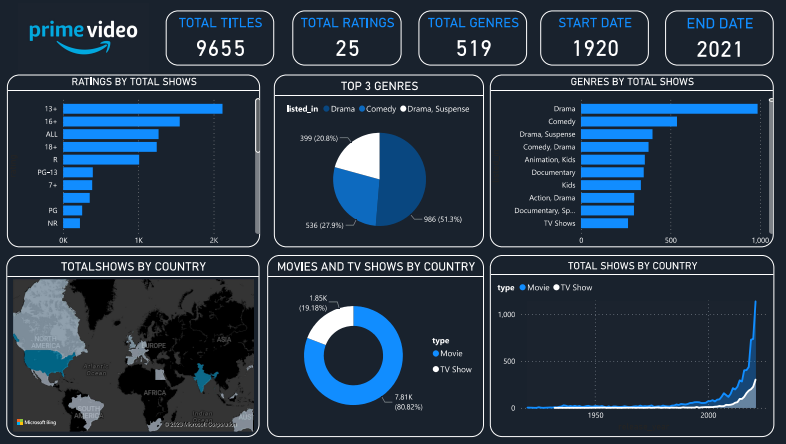 prime video
TOTAL TITLES
9655
TOTAL RATINGS
25
TOTAL GENRES
519
START DATE
1920
END DATE
2021
RATINGS BY TOTAL SHOWS
13+
16+
ALL
18+
R
PG-13
7+
PG
NR
0K 1K 2K
TOP 3 GENRES
listed_in Drama Comedy Drama, Suspense
399 (20.8%)
536 (27.9%)
986 (51.3%)
GENRES BY TOTAL SHOWS
Drama
Comedy
Drama, Suspense
Comedy, Drama
Animation, Kids
Documentary
Kids
Action, Drama
Documentary, Sp...
TV Shows
0 500 1,000
TOTALSHOWS BY COUNTRY
NORTH
AMERICA
EUROPE
ASIA
Atlantic
Ocean
AFRICA
SOUTH
AMERICA
Microsoft Bing
© 2023 Microsoft Corporation
MOVIES AND TV SHOWS BY COUNTRY
1.85K
(19.18%)
type
Movie
TV Show
7.81K
(80.82%)
TOTAL SHOWS BY COUNTRY
type Movie TV Show
1,000
500
0
1950 2000